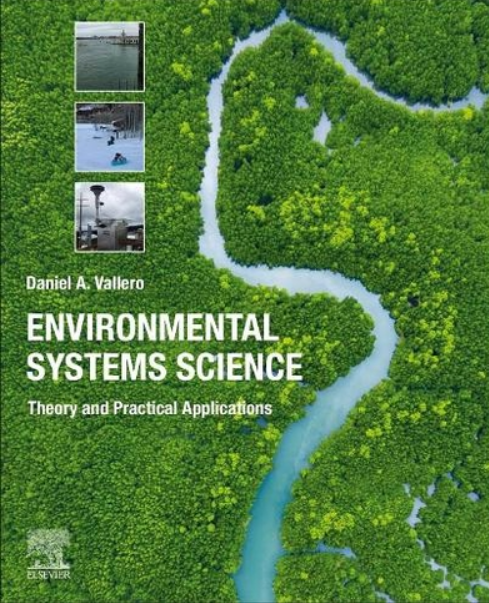 Daniel A. Vallero
ENVIRONMENTAL
SYSTEMS SCIENCE
Theory and Practical Applications
ELSEVIER